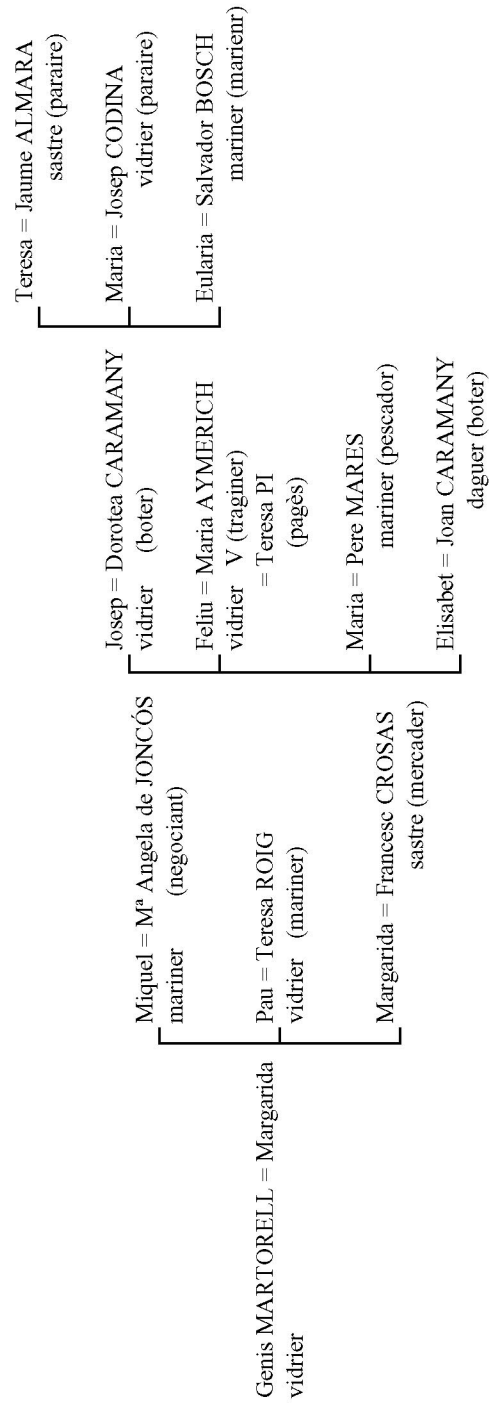 Genis MARTORELL = Margarida
vidrier
Miquel = Mª Angela de JONCÓS
mariner (negociant)
Pau = Teresa ROIG
vidrier (mariner)
Margarida = Francesc CROSAS
sastre (mercader)
Josep = Dorotea CARAMANY
vidrier (boter)
Feliu = Maria AYMERICH
vidrier V (traginer)
= Teresa PI
(pagès)
Maria = Pere MARES
mariner (pescador)
Elisabet = Joan CARAMANY
daguer (boter)
Teresa = Jaume ALMARA
sastre (paraire)
Maria = Josep CODINA
vidrier (paraire)
Eularia = Salvador BOSCH
mariner (marienr)